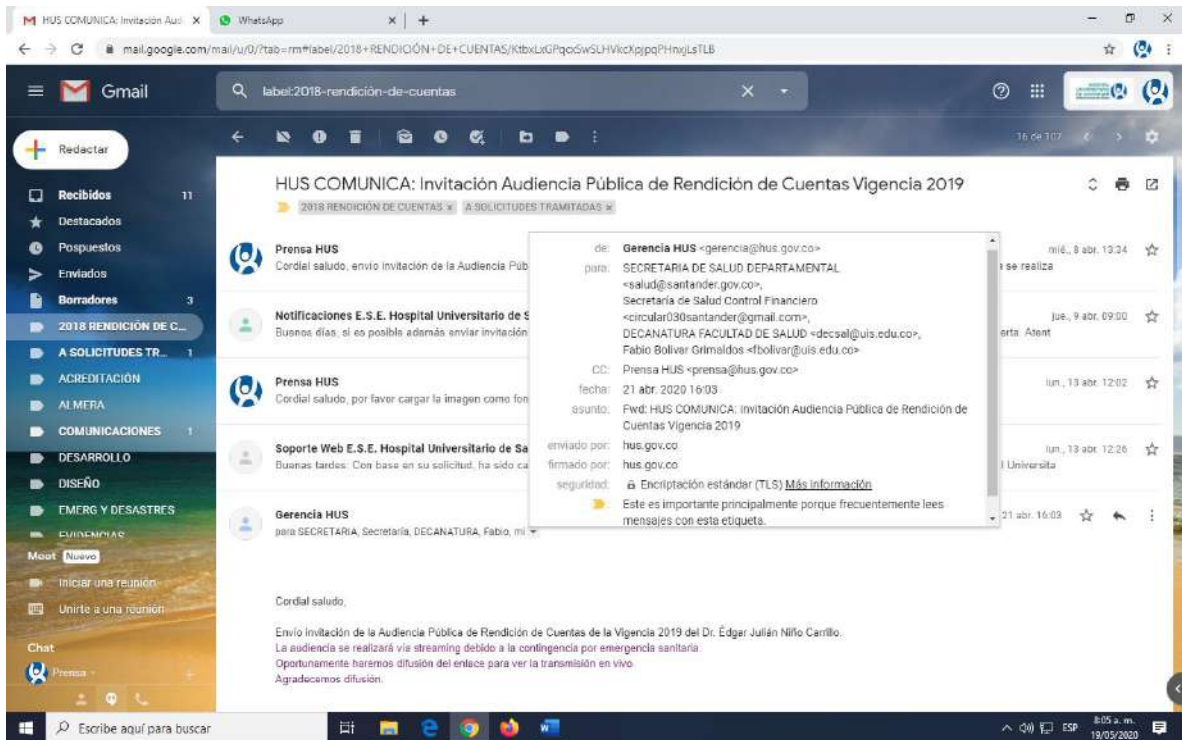 HUS COMUNICA: Invitación Aud
WhatsApp
mail.google.com/mail/u/0/?tab=rm#label/2018+RENDICIÓN+DE+CUENTAS/
Gmail
label:2018-rendición-de-cuentas
Redactar
16 de 107
Recibidos 11
Destacados
Pospuestos
Enviados
Borradores 3
2018 RENDICIÓN DE C...
A SOLICITUDES TR... 1
ACREDITACIÓN
ALMERA
COMUNICACIONES 1
DESARROLLO
DISEÑO
EMERG Y DESASTRES
EVIDENCIAS
Meet Nuevo
Iniciar una reunión
Unirte a una reunión
Chat
Prensa
HUS COMUNICA: Invitación Audiencia Pública de Rendición de Cuentas Vigencia 2019
2018 RENDICIÓN DE CUENTAS x A SOLICITUDES TRAMITADAS x
Prensa HUS mié., 8 abr. 13:34
Cordial saludo, envío invitación de la Audiencia Púb se realiza
Notificaciones E.S.E. Hospital Universitario de S jue., 9 abr. 09:00
Buenos días, si es posible además enviar invitación erta. Atent
Prensa HUS lun., 13 abr. 12:02
Cordial saludo, por favor cargar la imagen como fon
Soporte Web E.S.E. Hospital Universitario de Sa lun., 13 abr. 12:26
Buenas tardes: Con base en su solicitud, ha sido ca l Universita
Gerencia HUS 21 abr. 16:03
para SECRETARIA, Secretaría, DECANATURA, Fabio, mí
de: Gerencia HUS <gerencia@hus.gov.co>
para: SECRETARIA DE SALUD DEPARTAMENTAL
<salud@santander.gov.co>,
Secretaría de Salud Control Financiero
<circular030santander@gmail.com>,
DECANATURA FACULTAD DE SALUD <decsal@uis.edu.co>,
Fabio Bolivar Grimaldos <fbolivar@uis.edu.co>
CC: Prensa HUS <prensa@hus.gov.co>
fecha: 21 abr. 2020 16:03
asunto: Fwd: HUS COMUNICA: Invitación Audiencia Pública de Rendición de
Cuentas Vigencia 2019
enviado por: hus.gov.co
firmado por: hus.gov.co
seguridad: Encriptación estándar (TLS) Más información
Este es importante principalmente porque frecuentemente lees
mensajes con esta etiqueta.
Cordial saludo,
Envío invitación de la Audiencia Pública de Rendición de Cuentas de la Vigencia 2019 del Dr. Édgar Julián Niño Carrillo.
La audiencia se realizará vía streaming debido a la contingencia por emergencia sanitaria.
Oportunamente haremos difusión del enlace para ver la transmisión en vivo.
Agradecemos difusión.
Escribe aquí para buscar
ESP
8:05 a. m.
19/05/2020